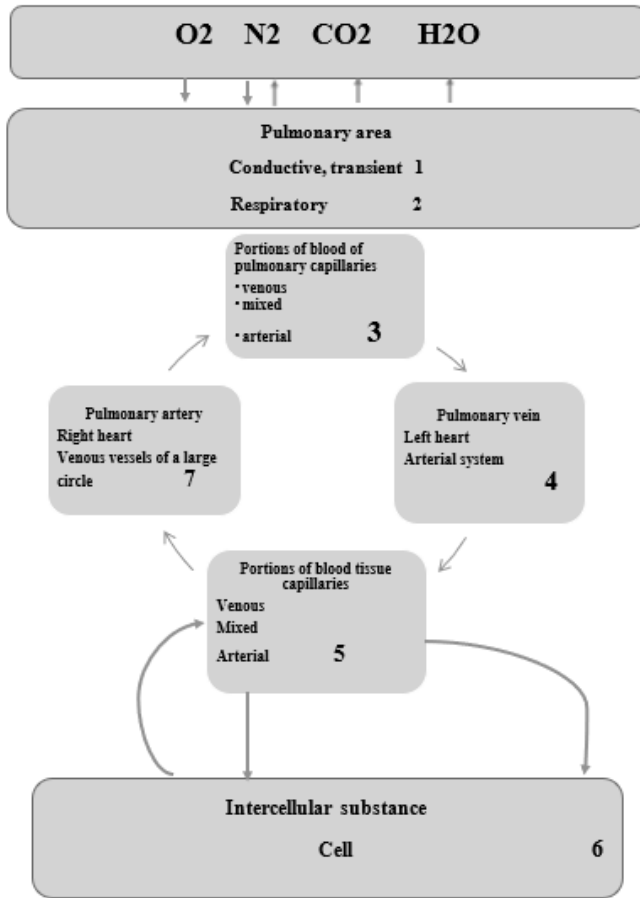 O2 N2 CO2 H2O
Pulmonary area
Conductive, transient 1
Respiratory 2
Portions of blood of
pulmonary capillaries
• venous
• mixed
• arterial 3
Pulmonary artery
Right heart
Venous vessels of a large
circle 7
Pulmonary vein
Left heart
Arterial system
4
Portions of blood tissue
capillaries
Venous
Mixed
Arterial 5
Intercellular substance
Cell 6